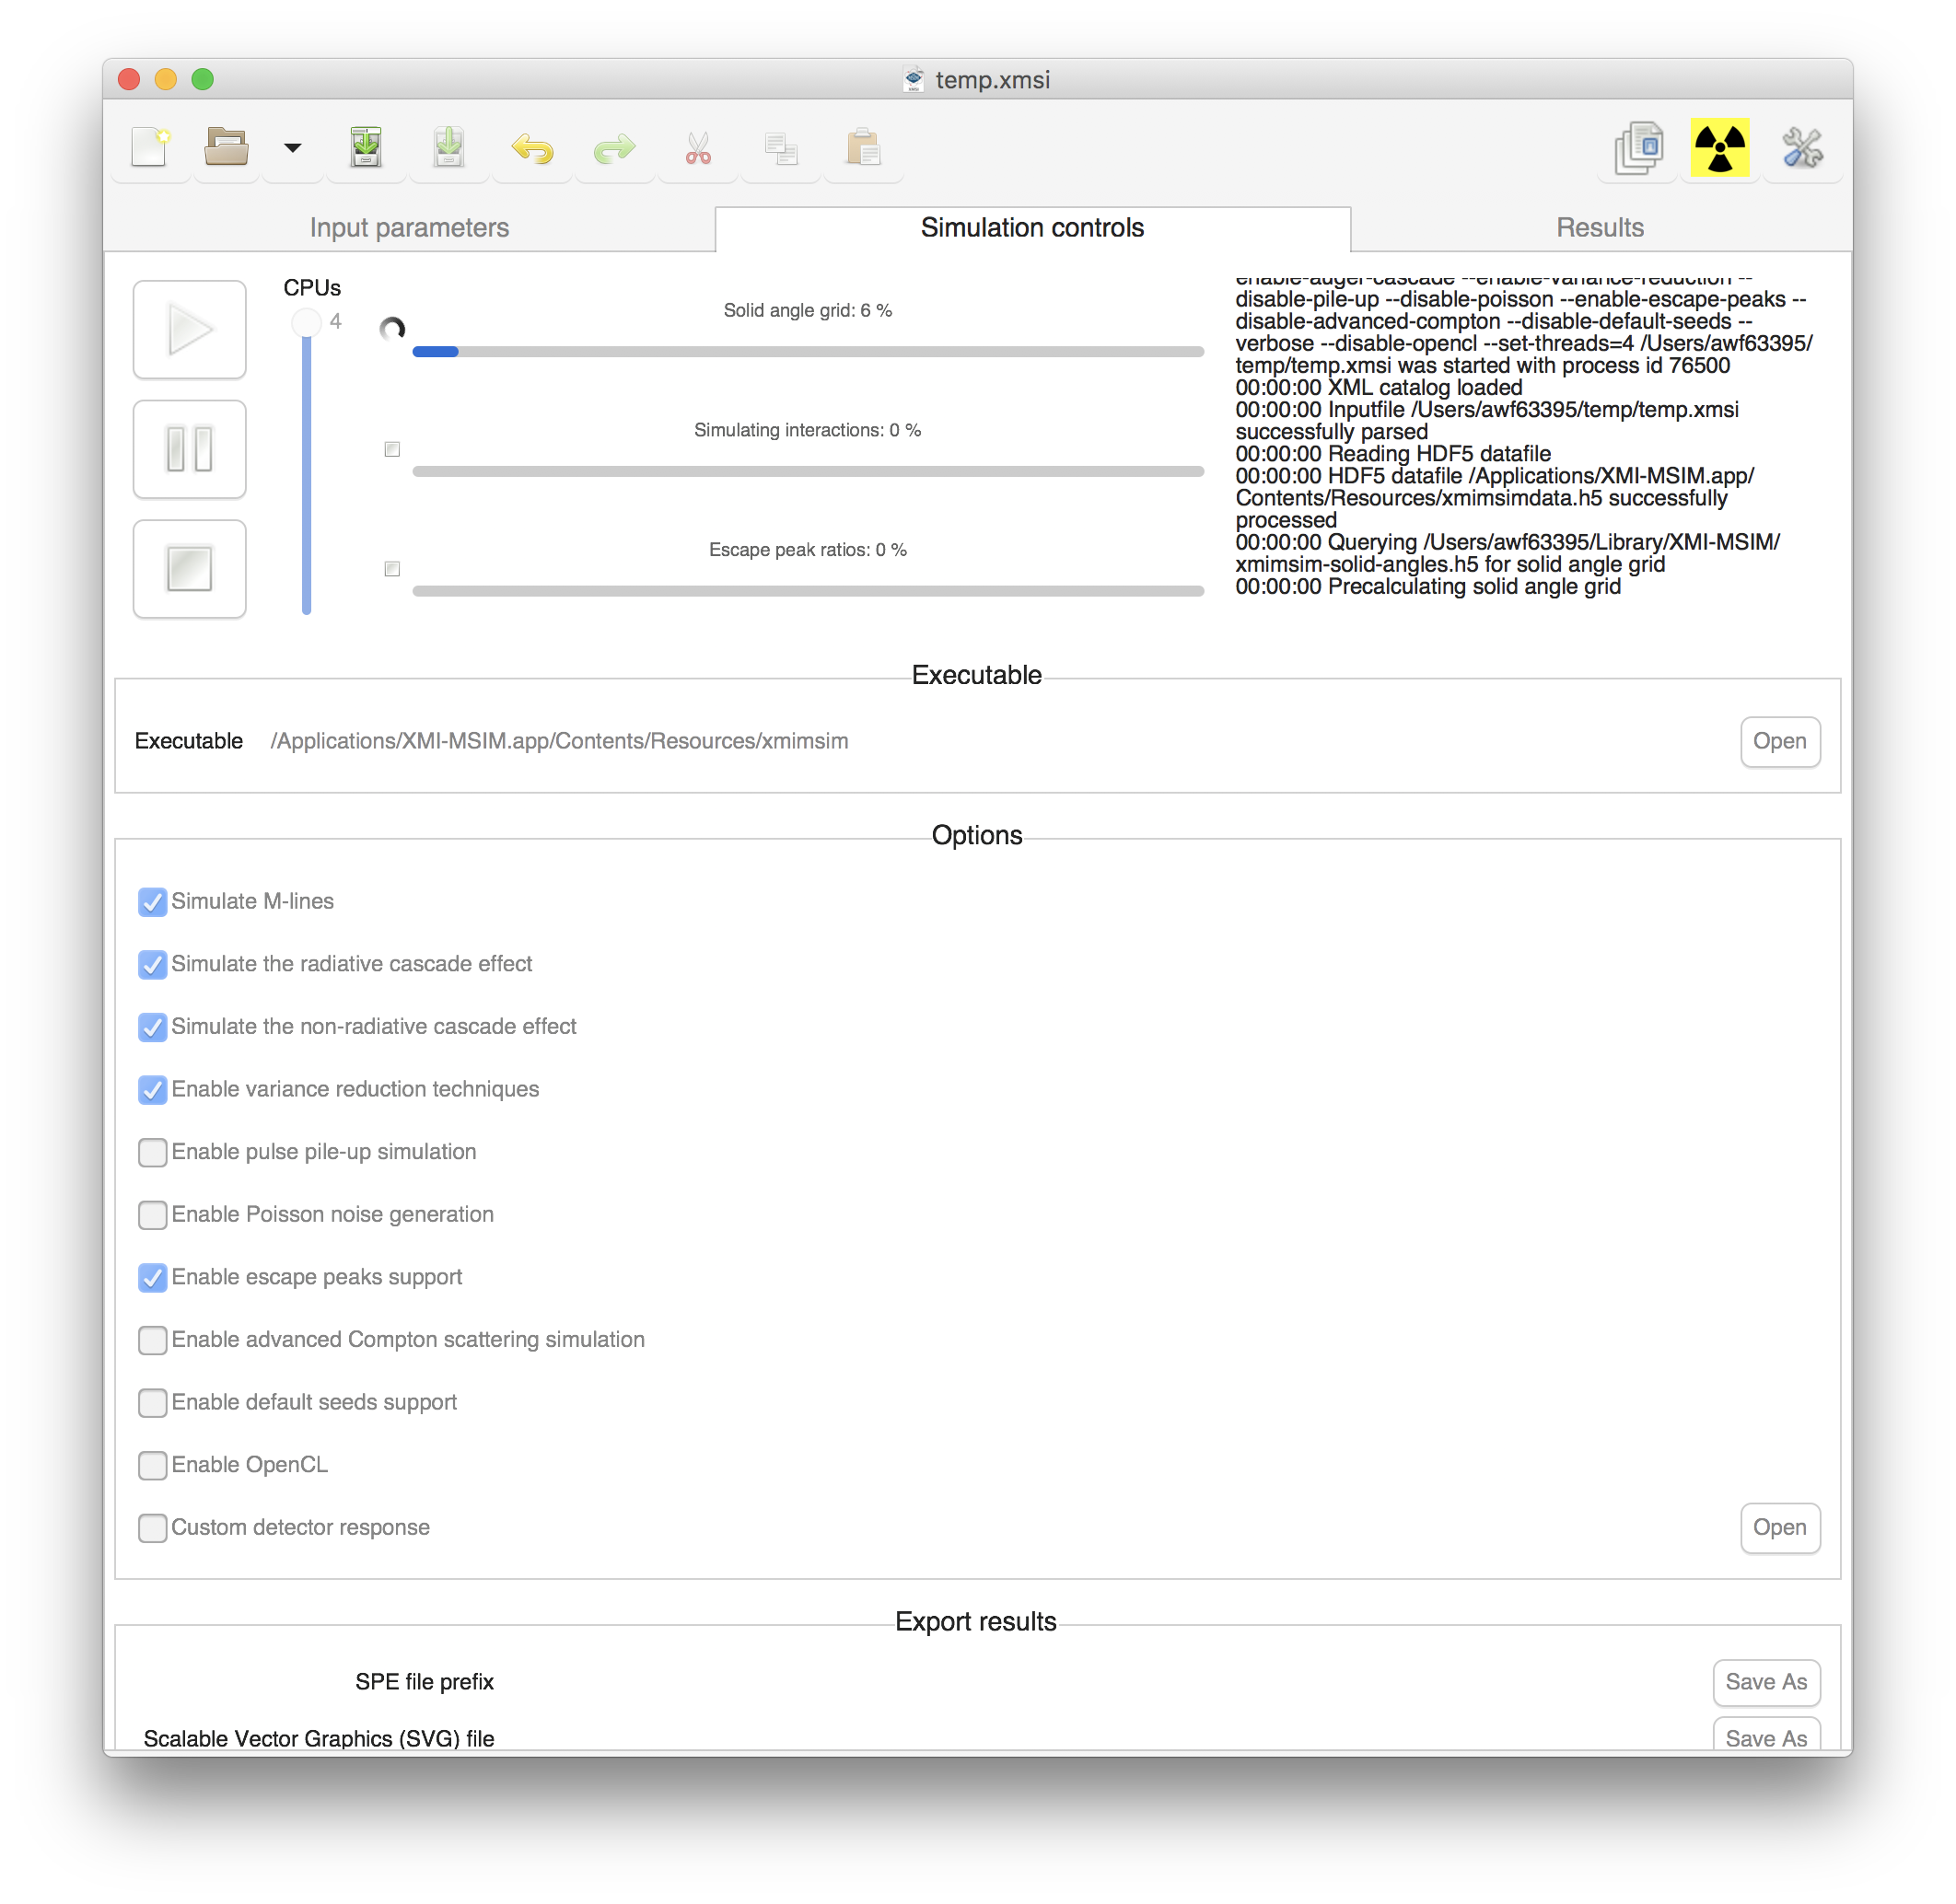 temp.xmsi
Input parameters
Simulation controls
Results
CPUs
4
Solid angle grid: 6 %
Simulating interactions: 0 %
Escape peak ratios: 0 %
enable-auger-cascade --enable-variance-reduction --
disable-pile-up --disable-poisson --enable-escape-peaks --
disable-advanced-compton --disable-default-seeds --
verbose --disable-opencl --set-threads=4 /Users/awf63395/
temp/temp.xmsi was started with process id 76500
00:00:00 XML catalog loaded
00:00:00 Inputfile /Users/awf63395/temp/temp.xmsi
successfully parsed
00:00:00 Reading HDF5 datafile
00:00:00 HDF5 datafile /Applications/XMI-MSIM.app/
Contents/Resources/xmimsimdata.h5 successfully
processed
00:00:00 Querying /Users/awf63395/Library/XMI-MSIM/
xmimsim-solid-angles.h5 for solid angle grid
00:00:00 Precalculating solid angle grid
Executable
Executable /Applications/XMI-MSIM.app/Contents/Resources/xmimsim
Open
Options
Simulate M-lines
Simulate the radiative cascade effect
Simulate the non-radiative cascade effect
Enable variance reduction techniques
Enable pulse pile-up simulation
Enable Poisson noise generation
Enable escape peaks support
Enable advanced Compton scattering simulation
Enable default seeds support
Enable OpenCL
Custom detector response
Open
Export results
SPE file prefix
Save As
Scalable Vector Graphics (SVG) file
Save As